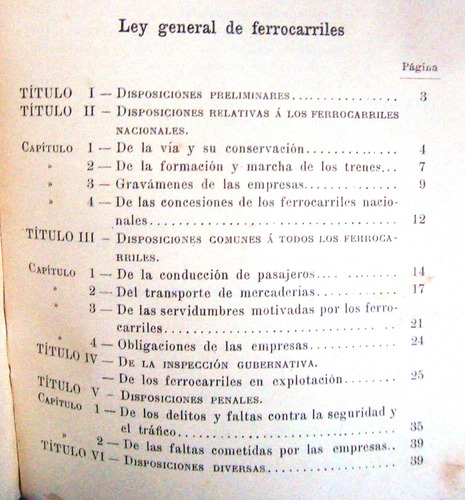 Ley general de ferrocarriles
Página
TÍTULO I — DISPOSICIONES PRELIMINARES................ 3
TÍTULO II — DISPOSICIONES RELATIVAS Á LOS FERROCARRILES
NACIONALES.
CAPÍTULO 1 — De la vía y su conservación............... 4
» 2 — De la formación y marcha de los trenes... 7
» 3 — Gravámenes de las empresas............ 9
» 4 — De las concesiones de los ferrocarriles nacio-
nales............................ 12
TÍTULO III — DISPOSICIONES COMUNES Á TODOS LOS FERROCA-
RRILES.
CAPÍTULO 1 — De la conducción de pasajeros........... 14
» 2 — Del transporte de mercaderías........... 17
» 3 — De las servidumbres motivadas por los ferro-
carriles.......................... 21
4 — Obligaciones de las empresas............ 24
TÍTULO IV — DE LA INSPECCIÓN GUBERNATIVA.
— De los ferrocarriles en explotación........ 25
TÍTULO V — DISPOSICIONES PENALES.
CAPÍTULO 1 — De los delitos y faltas contra la seguridad y
el tráfico......................... 35
» 2 — De las faltas cometidas por las empresas.. 39
TÍTULO VI — DISPOSICIONES DIVERSAS.................. 39